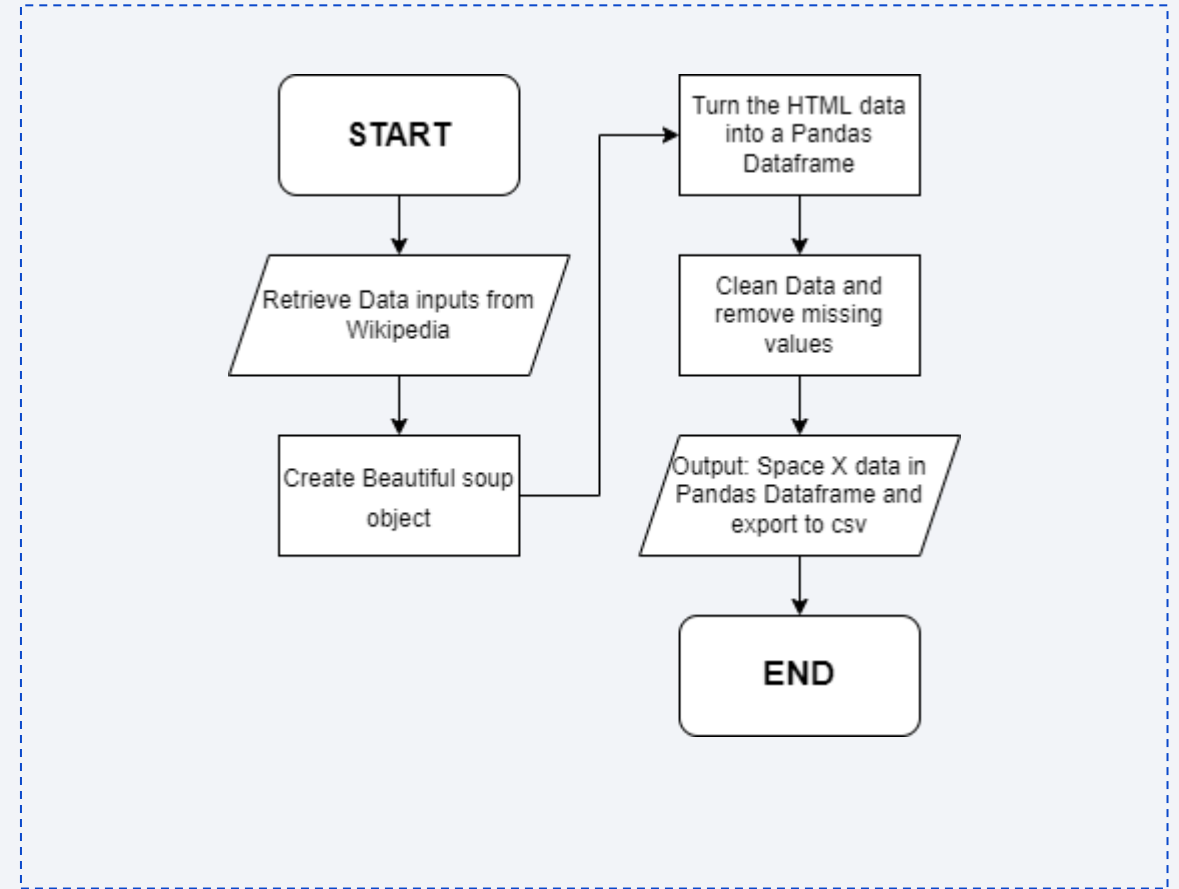 START
Retrieve Data inputs from
Wikipedia
Create Beautiful soup
object
Turn the HTML data
into a Pandas
Dataframe
Clean Data and
remove missing
values
Output: Space X data in
Pandas Dataframe and
export to csv
END